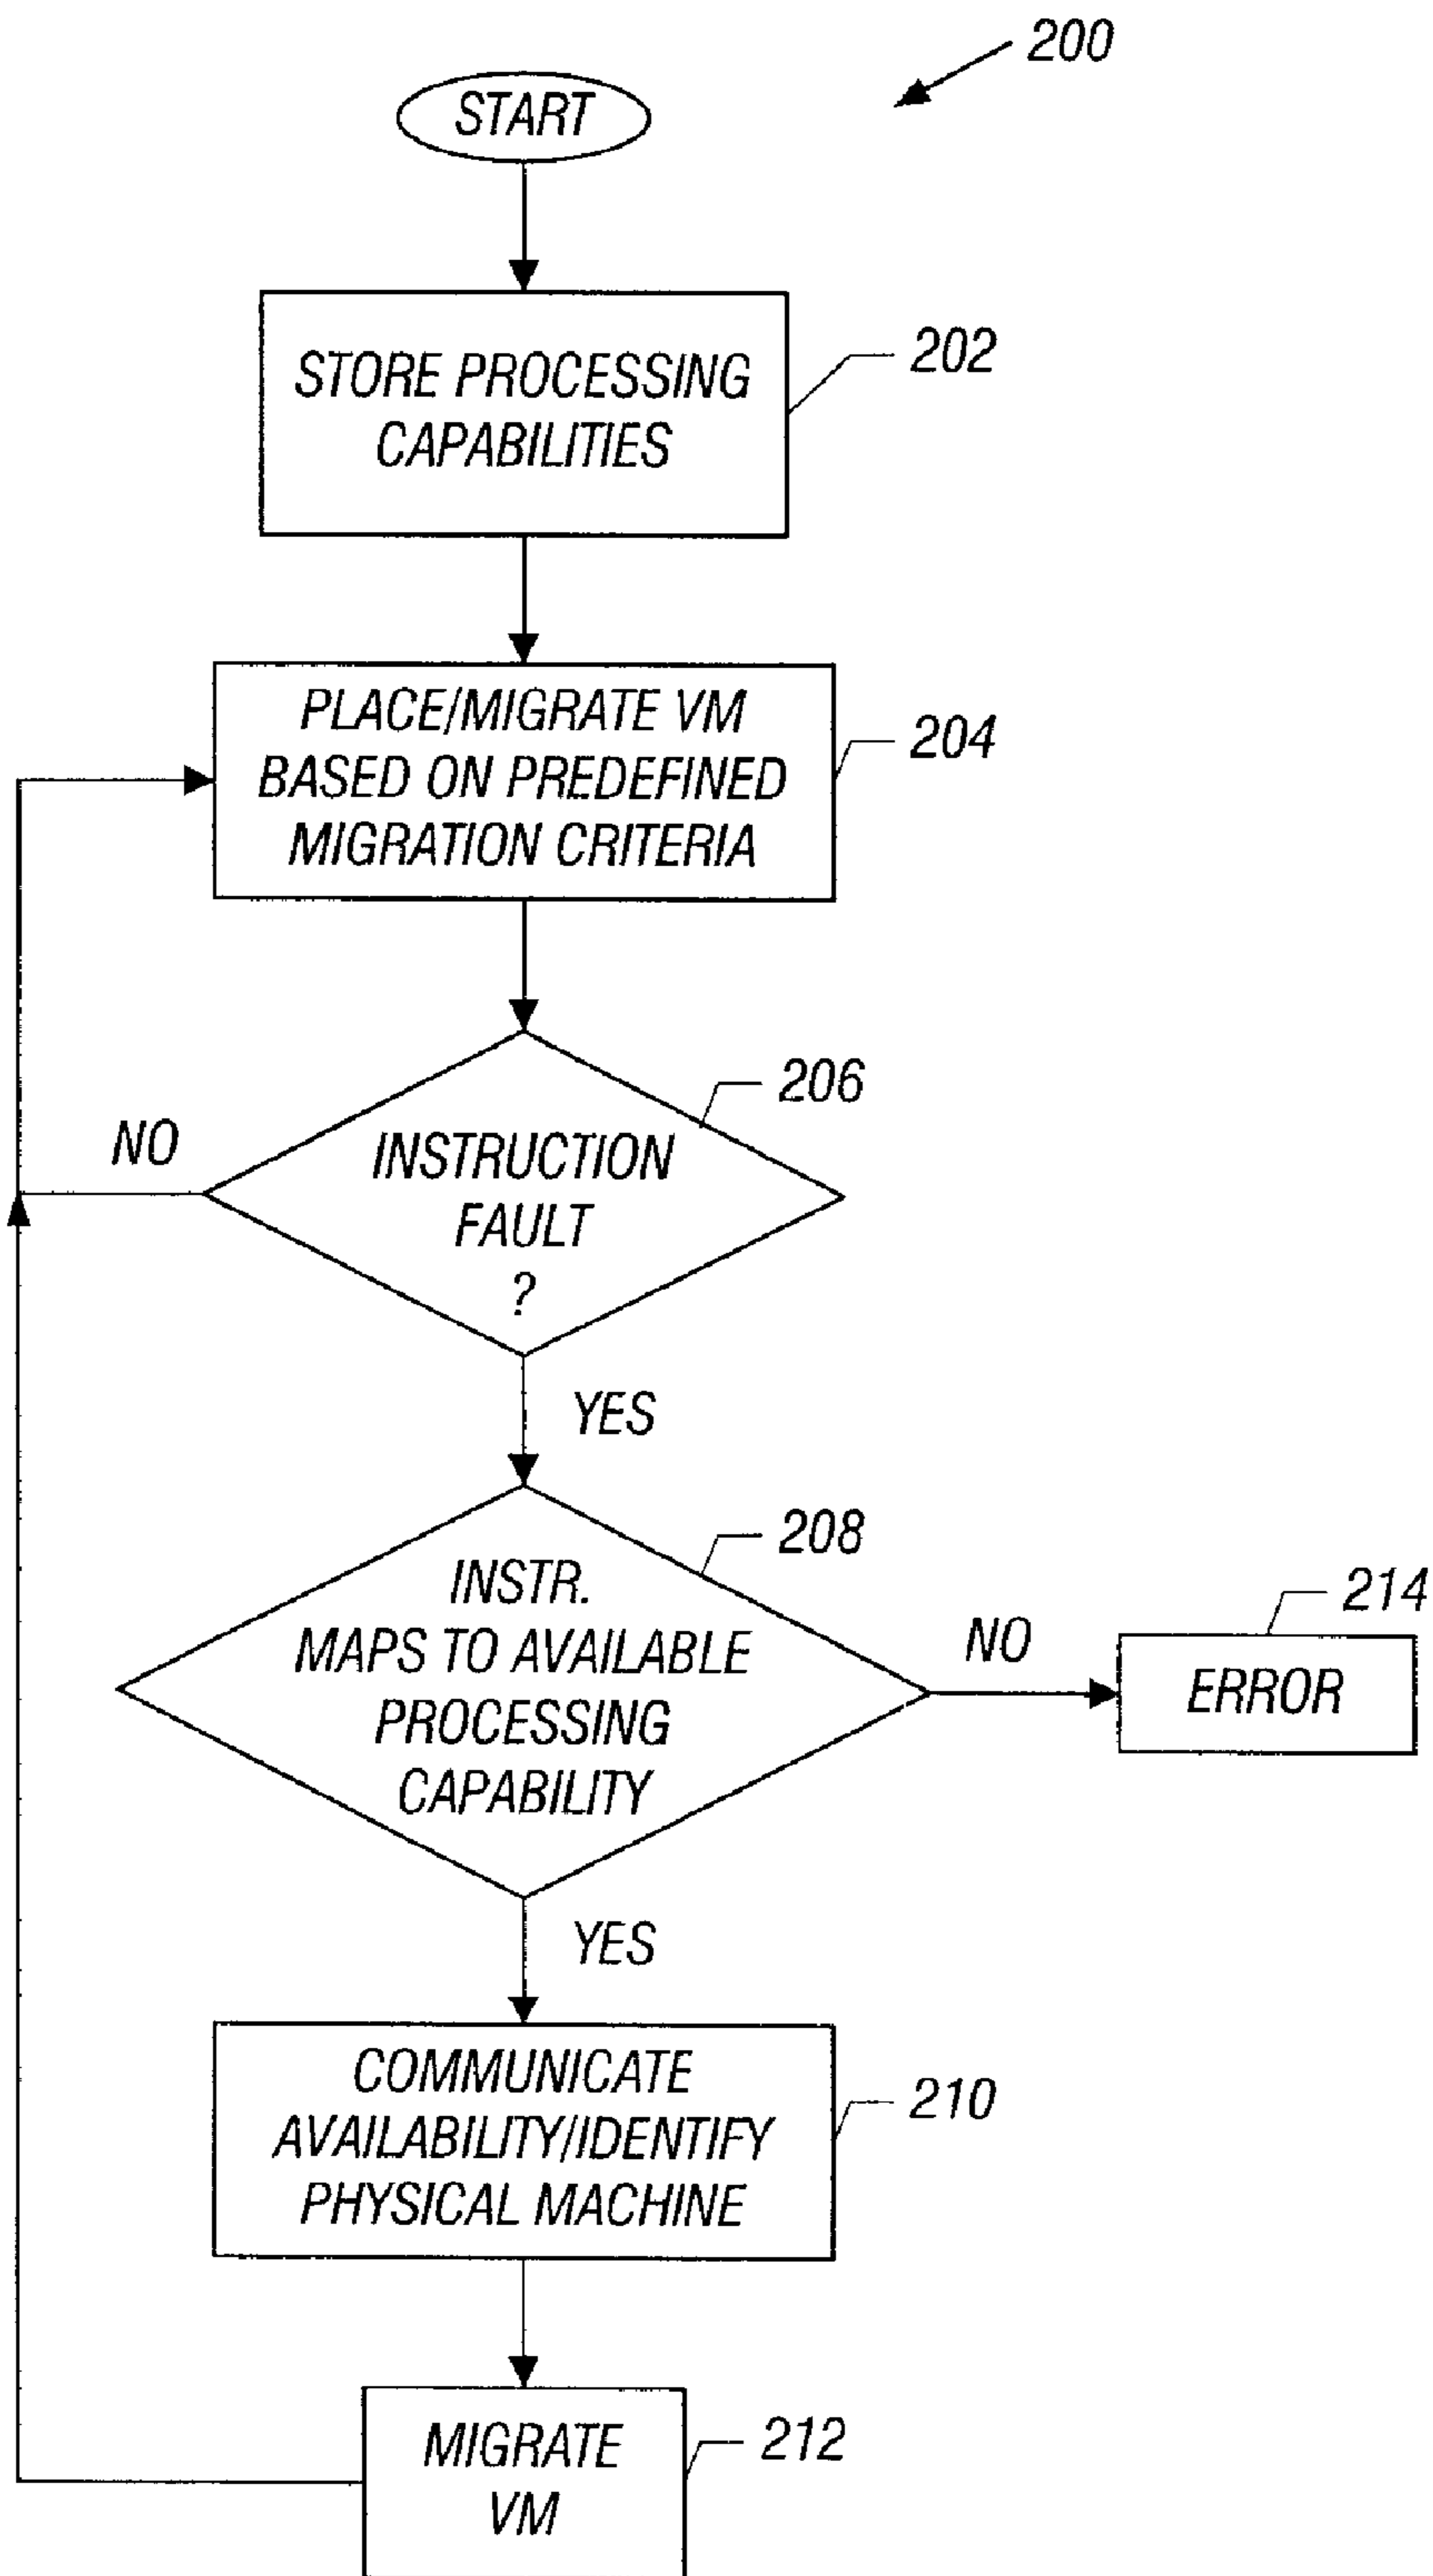 200
START
STORE PROCESSING
CAPABILITIES
202
PLACE/MIGRATE VM
BASED ON PREDEFINED
MIGRATION CRITERIA
204
INSTRUCTION
FAULT
?
206
NO
YES
INSTR.
MAPS TO AVAILABLE
PROCESSING
CAPABILITY
208
NO
ERROR
214
YES
COMMUNICATE
AVAILABILITY/IDENTIFY
PHYSICAL MACHINE
210
MIGRATE
VM
212